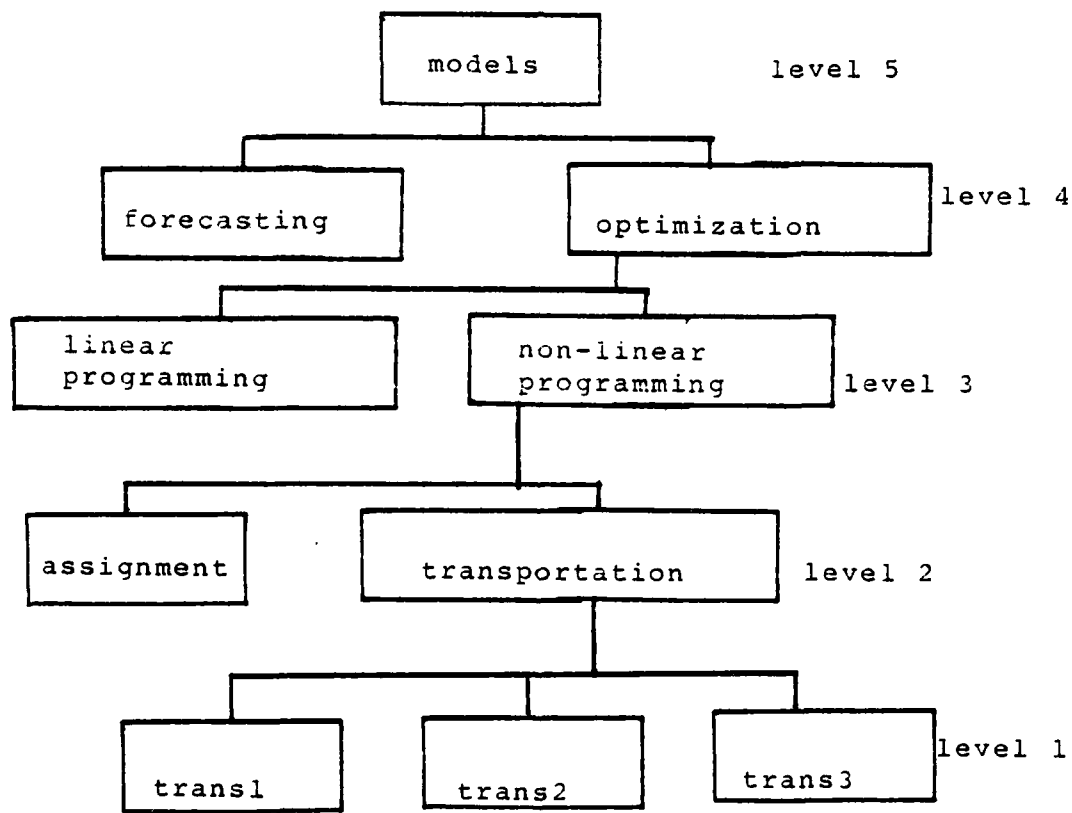 models
level 5
forecasting
optimization
level 4
linear
programming
non-linear
programming
level 3
assignment
transportation
level 2
trans1
trans2
trans3
level 1